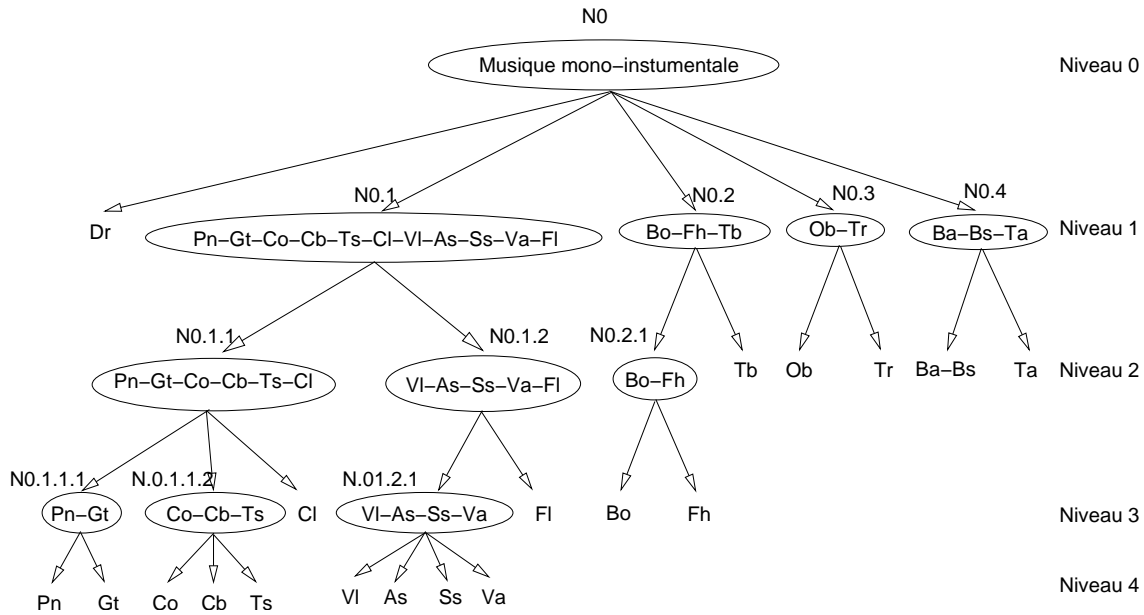 N0
Musique mono−instumentale
Niveau 0
N0.1
N0.2
N0.3
N0.4
Dr
Pn−Gt−Co−Cb−Ts−Cl−Vl−As−Ss−Va−Fl
Bo−Fh−Tb
Ob−Tr
Ba−Bs−Ta
Niveau 1
N0.1.1
N0.1.2
N0.2.1
Pn−Gt−Co−Cb−Ts−Cl
Vl−As−Ss−Va−Fl
Bo−Fh
Tb
Ob
Tr
Ba−Bs
Ta
Niveau 2
N0.1.1.1
N.0.1.1.2
N.01.2.1
Pn−Gt
Co−Cb−Ts
Cl
Vl−As−Ss−Va
Fl
Bo
Fh
Niveau 3
Pn
Gt
Co
Cb
Ts
Vl
As
Ss
Va
Niveau 4